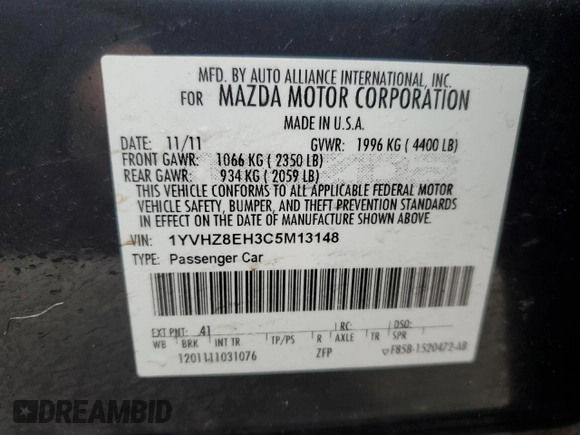 MFD. BY AUTO ALLIANCE INTERNATIONAL, INC.
FOR MAZDA MOTOR CORPORATION
MADE IN U.S.A.
DATE: 11/11 GVWR: 1996 KG ( 4400 LB)
FRONT GAWR: 1066 KG ( 2350 LB)
REAR GAWR: 934 KG ( 2059 LB)
THIS VEHICLE CONFORMS TO ALL APPLICABLE FEDERAL MOTOR
VEHICLE SAFETY, BUMPER, AND THEFT PREVENTION STANDARDS
IN EFFECT ON THE DATE OF MANUFACTURE SHOWN ABOVE.
VIN: 1YVHZ8EH3C5M13148
TYPE: Passenger Car
EXT PNT: 41 RC: DSO:
WB BRK INT TR TP/PS R AXLE TR SPR
1201111031076 ZFP F85B-1520472-AB
DREAMBID